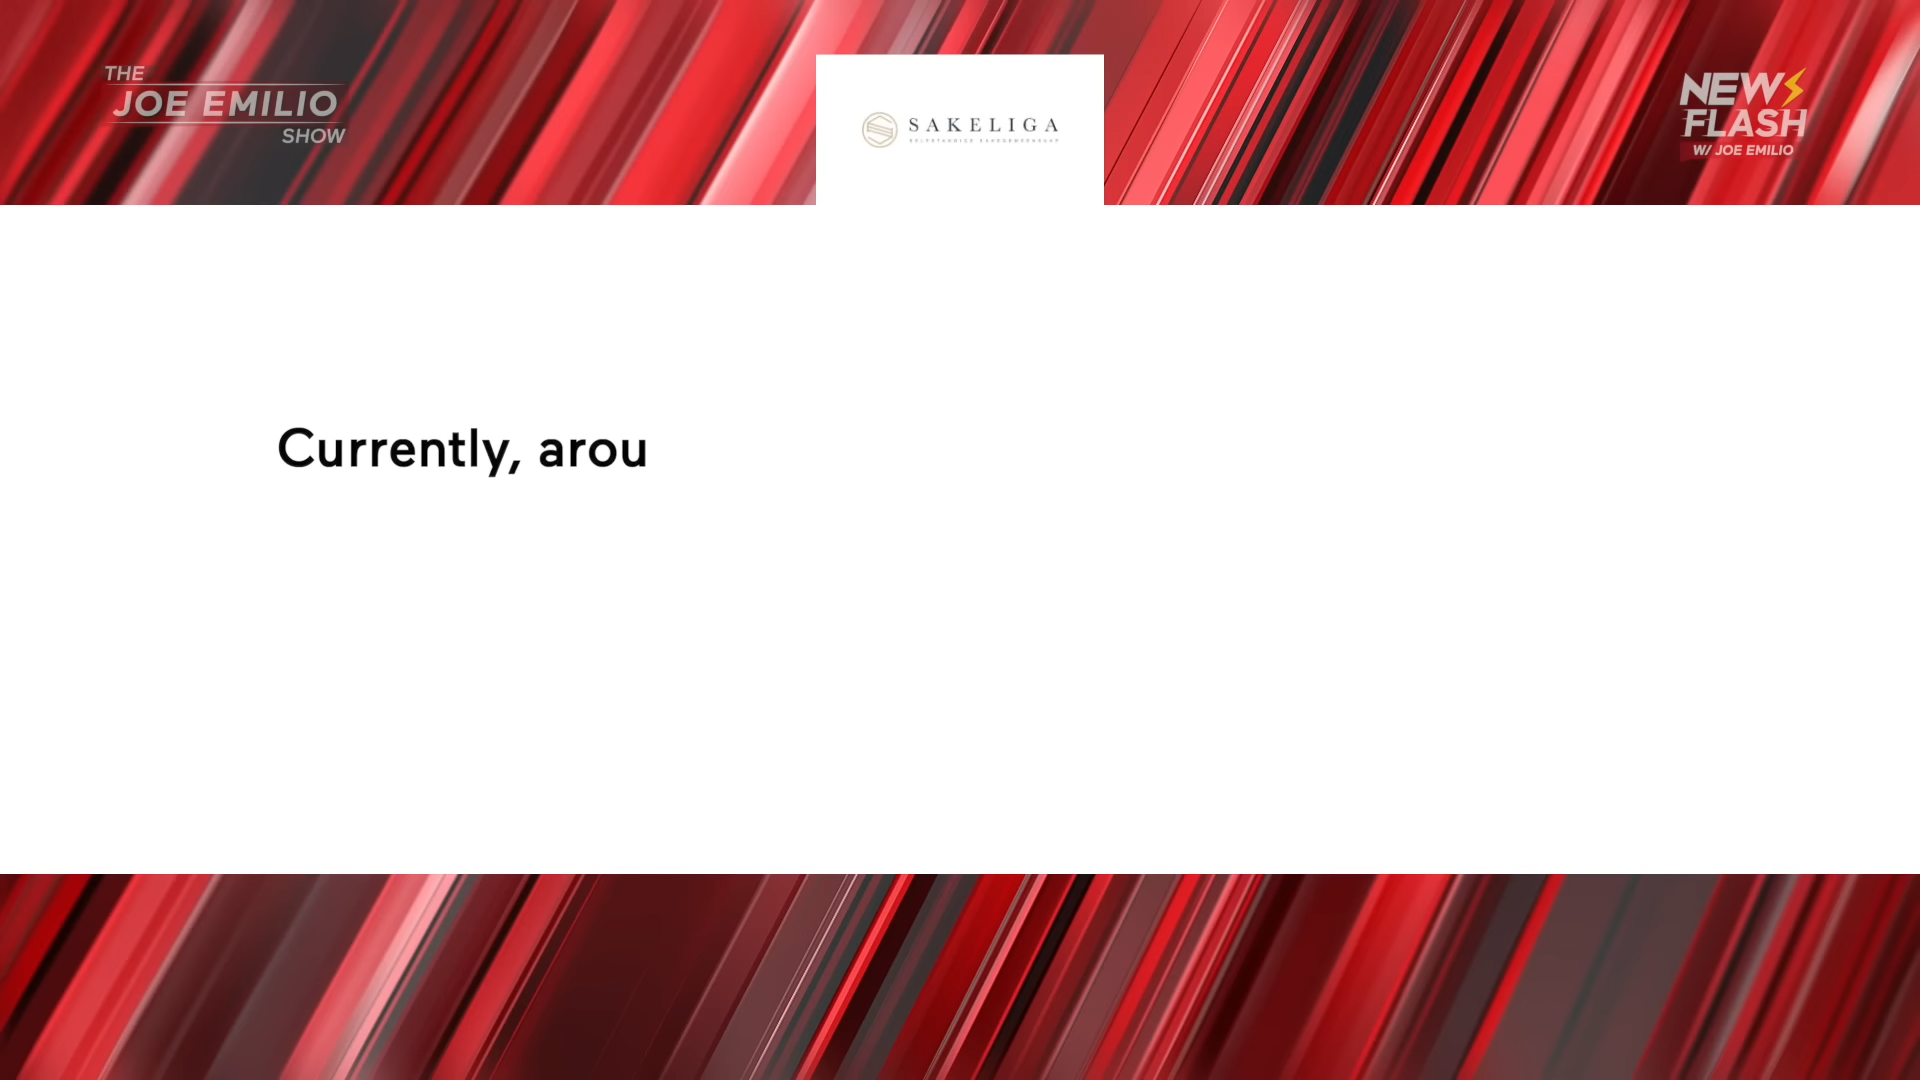 THE
JOE EMILIO
SHOW
SAKELIGA
NEWS
FLASH
W/ JOE EMILIO
Currently, arou